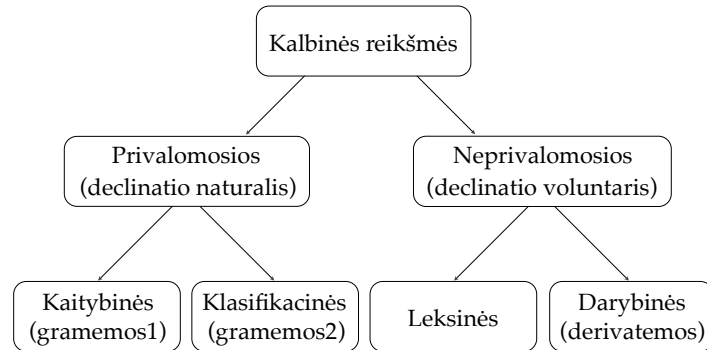 Kalbinės reikšmės
Privalomosios
(declinatio naturalis)
Neprivalomosios
(declinatio voluntaris)
Kaitybinės
(gramemos1)
Klasifikacinės
(gramemos2)
Leksinės
Darybinės
(derivatemos)